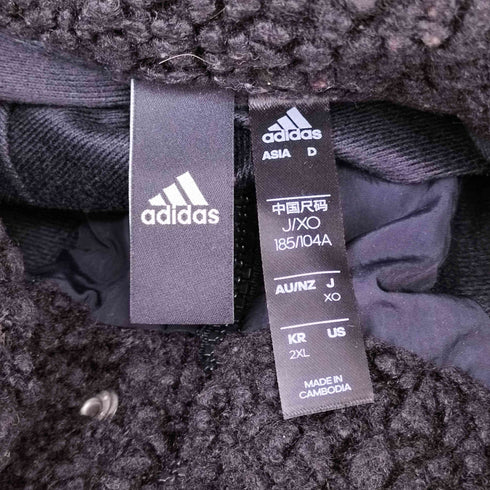 adidas
adidas
ASIA D
中国尺码
J/XO
185/104A
AU/NZ J
XO
KR US
2XL
MADE IN
CAMBODIA